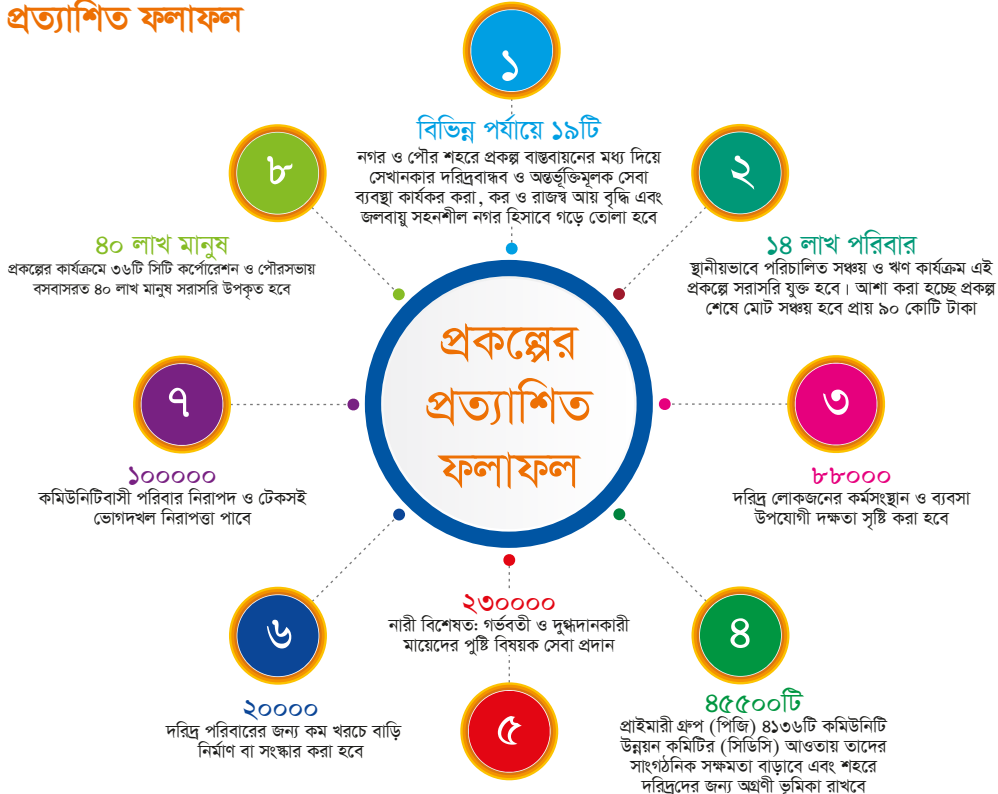 প্রত্যাশিত ফলাফল
১
বিভিন্ন পর্যায়ে ১৯টি
নগর ও পৌর শহরে প্রকল্প বাস্তবায়নের মধ্য দিয়ে
সেখানকার দরিদ্রবান্ধব ও অন্তর্ভূক্তিমূলক সেবা
ব্যবস্থা কার্যকর করা, কর ও রাজস্ব আয় বৃদ্ধি এবং
জলবায়ু সহনশীল নগর হিসাবে গড়ে তোলা হবে
২
১৪ লাখ পরিবার
স্থানীয়ভাবে পরিচালিত সঞ্চয় ও ঋণ কার্যক্রম এই
প্রকল্পে সরাসরি যুক্ত হবে। আশা করা হচ্ছে প্রকল্প
শেষে মোট সঞ্চয় হবে প্রায় ৯০ কোটি টাকা
৩
৮৮০০০
দরিদ্র লোকজনের কর্মসংস্থান ও ব্যবসা
উপযোগী দক্ষতা সৃষ্টি করা হবে
৪
৪৫৫০০টি
প্রাইমারী গ্রুপ (পিজি) ৪১৩৬টি কমিউনিটি
উন্নয়ন কমিটির (সিডিসি) আওতায় তাদের
সাংগঠনিক সক্ষমতা বাড়াবে এবং শহরে
দরিদ্রদের জন্য অগ্রণী ভূমিকা রাখবে
২৩০০০০
নারী বিশেষত: গর্ভবতী ও দুগ্ধদানকারী
মায়েদের পুষ্টি বিষয়ক সেবা প্রদান
৫
৬
২০০০০
দরিদ্র পরিবারের জন্য কম খরচে বাড়ি
নির্মাণ বা সংস্কার করা হবে
৭
১০০০০০
কমিউনিটিবাসী পরিবার নিরাপদ ও টেকসই
ভোগদখল নিরাপত্তা পাবে
৮
৪০ লাখ মানুষ
প্রকল্পের কার্যক্রমে ৩৬টি সিটি কর্পোরেশন ও পৌরসভায়
বসবাসরত ৪০ লাখ মানুষ সরাসরি উপকৃত হবে
প্রকল্পের
প্রত্যাশিত
ফলাফল